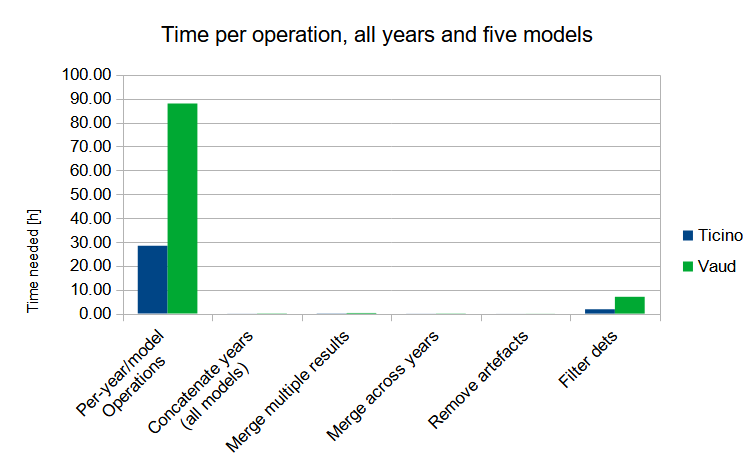 Time per operation, all years and five models
Time needed [h]
100.00
90.00
80.00
70.00
60.00
50.00
40.00
30.00
20.00
10.00
0.00
Per-year/model
Operations
Concatenate years
(all models)
Merge multiple results
Merge across years
Remove artefacts
Filter dets
Ticino
Vaud